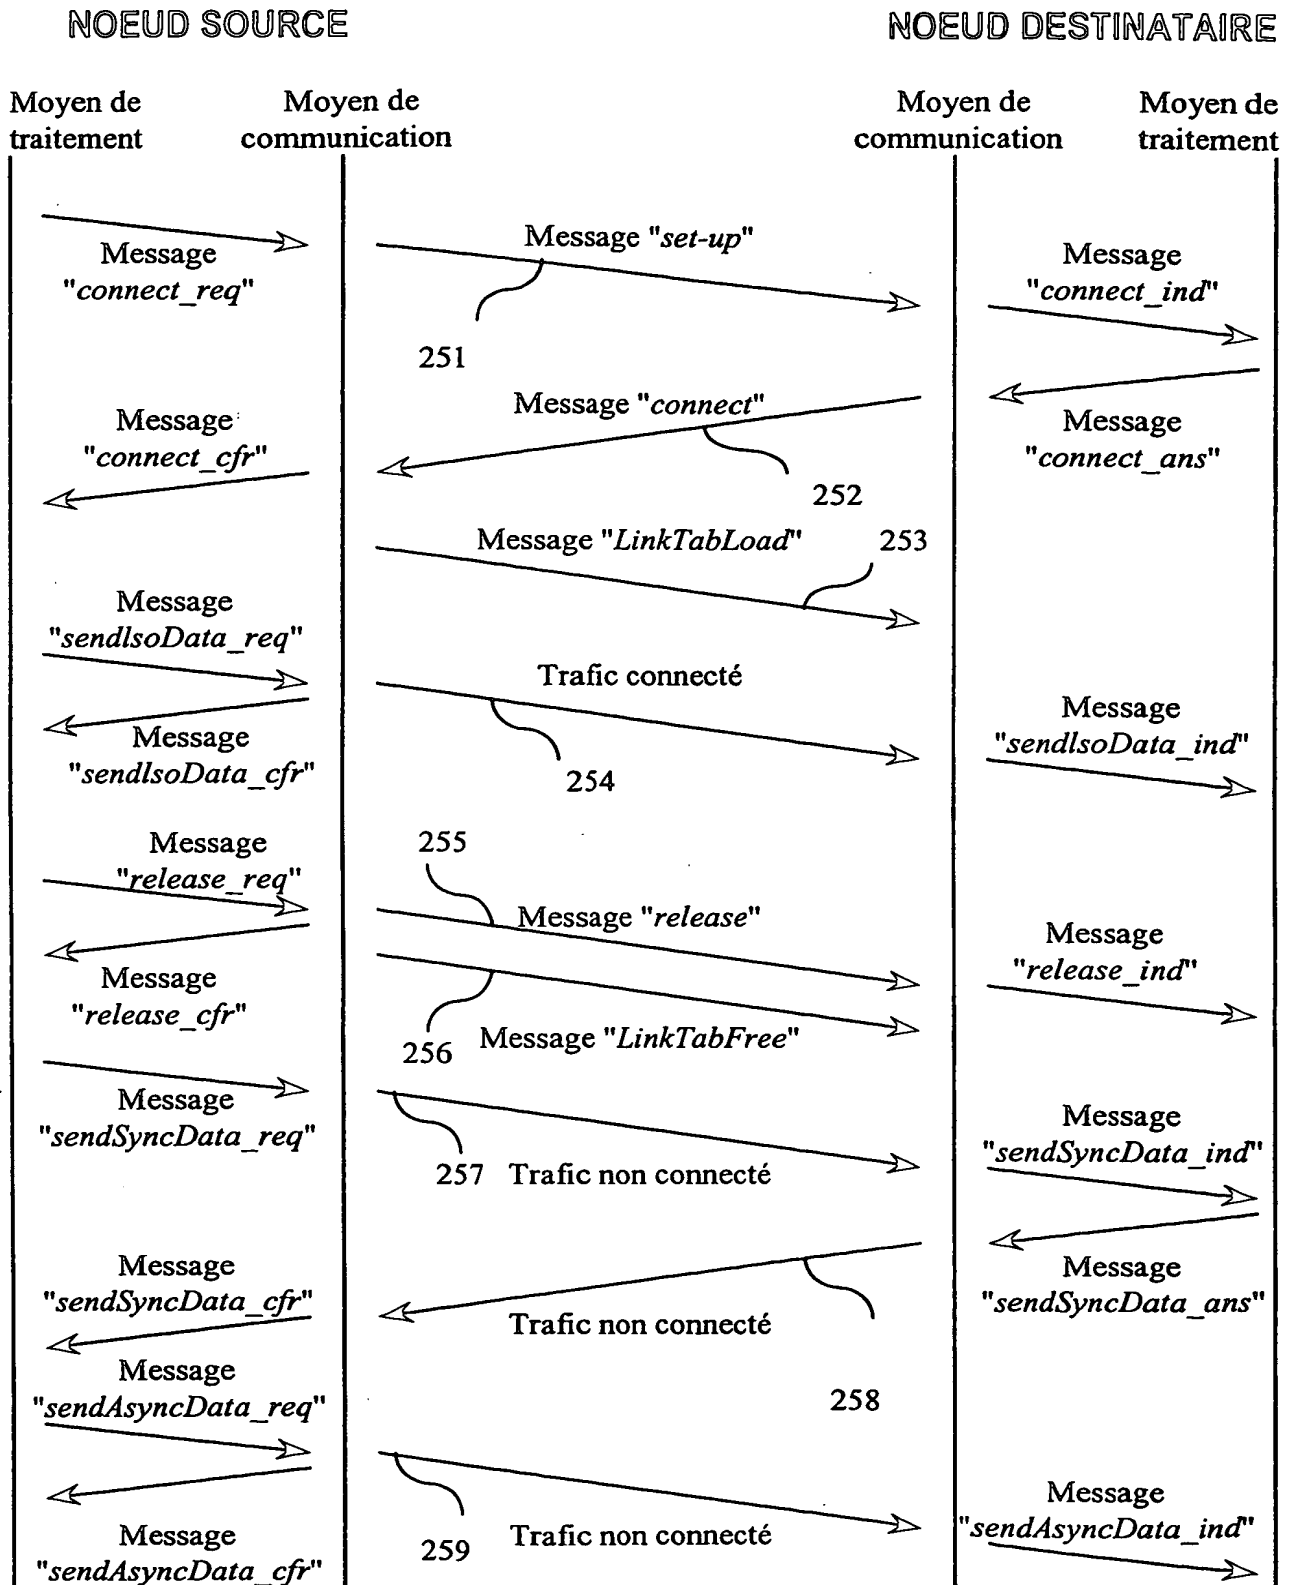 NOEUD SOURCE
NOEUD DESTINATAIRE
Moyen de
traitement
Moyen de
communication
Moyen de
communication
Moyen de
traitement
Message
"connect_req"
Message "set-up"
251
Message
"connect_ind"
Message
"connect_cfr"
Message "connect"
252
Message
"connect_ans"
Message "LinkTabLoad"
253
Message
"sendlsoData_req"
Trafic connecté
254
Message
"sendlsoData_cfr"
Message
"sendlsoData_ind"
Message
"release_req"
255
Message "release"
Message
"release_ind"
Message
"release_cfr"
256
Message "LinkTabFree"
Message
"sendSyncData_req"
257
Trafic non connecté
Message
"sendSyncData_ind"
Message
"sendSyncData_cfr"
Trafic non connecté
258
Message
"sendSyncData_ans"
Message
"sendAsyncData_req"
259
Trafic non connecté
Message
"sendAsyncData_ind"
Message
"sendAsyncData_cfr"